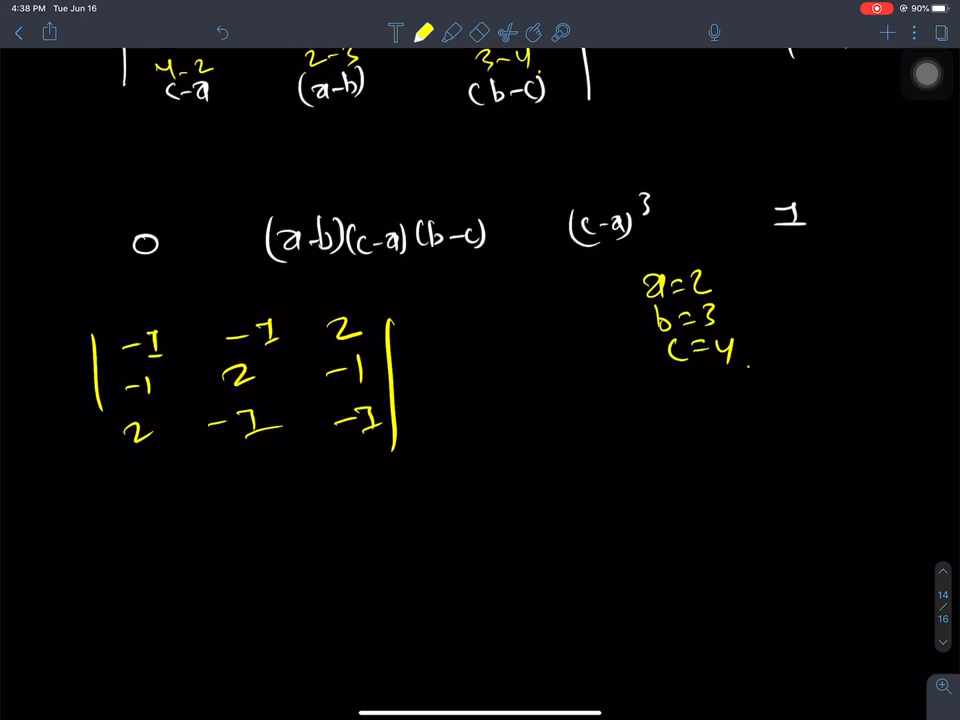 4:38 PM Tue Jun 16
90%
4-2 2-3 3-4
c-a (a-b) (b-c)
0 (a-b)(c-a)(b-c) (c-a)³ 1
a=2
b=3
c=4
-1 -1 2
-1 2 -1
2 -1 -1
14
/
16